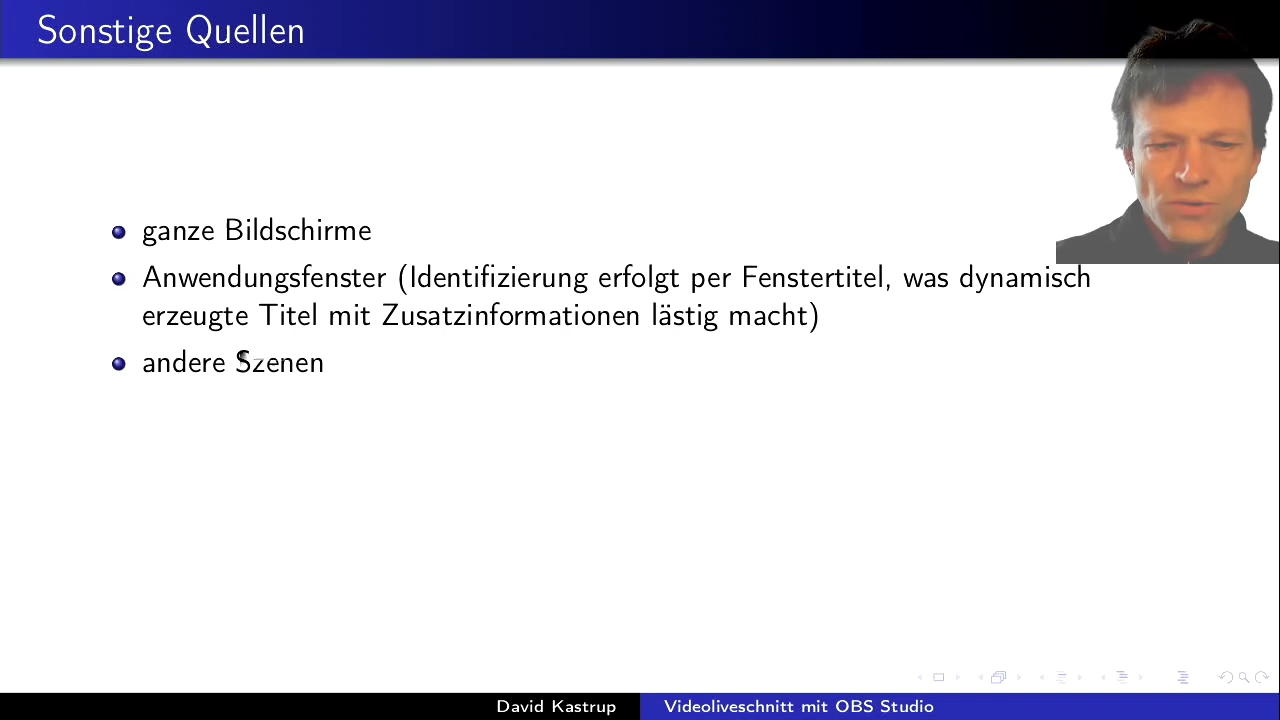 Sonstige Quellen
ganze Bildschirme
Anwendungsfenster (Identifizierung erfolgt per Fenstertitel, was dynamisch
erzeugte Titel mit Zusatzinformationen lästig macht)
andere Szenen
David Kastrup
Videoliveschnitt mit OBS Studio